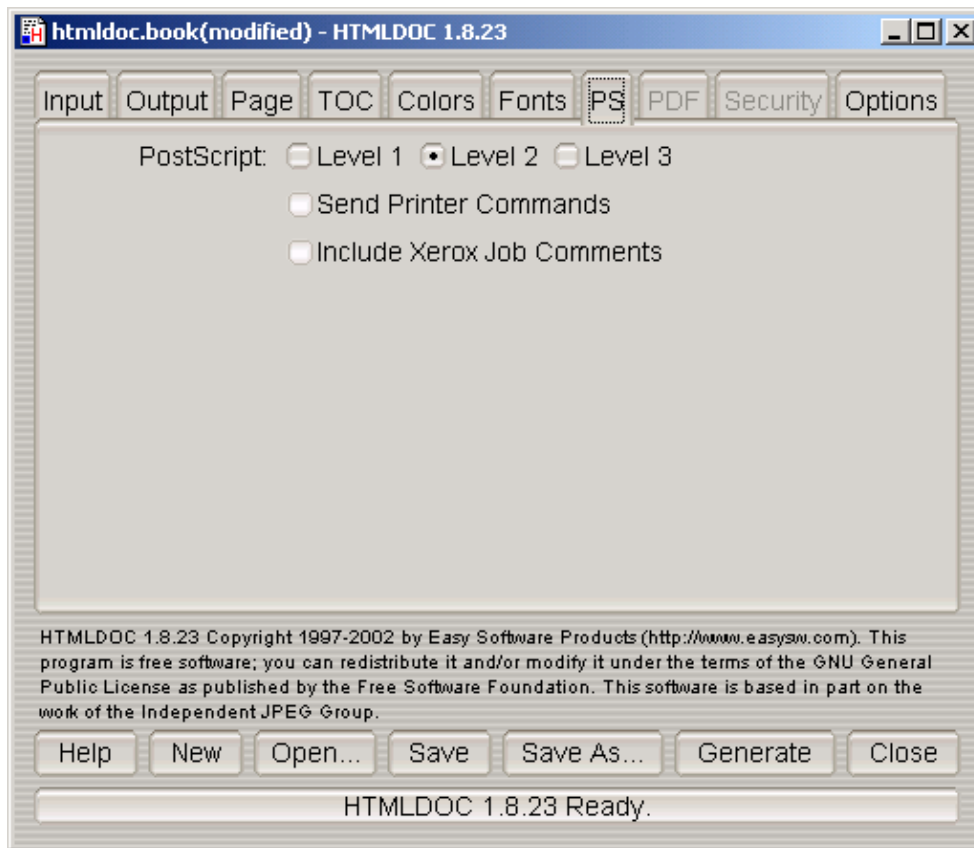 htmldoc.book(modified) - HTMLDOC 1.8.23
Input Output Page TOC Colors Fonts PS PDF Security Options
PostScript: Level 1 Level 2 Level 3
Send Printer Commands
Include Xerox Job Comments
HTMLDOC 1.8.23 Copyright 1997-2002 by Easy Software Products (http://www.easysw.com). This
program is free software; you can redistribute it and/or modify it under the terms of the GNU General
Public License as published by the Free Software Foundation. This software is based in part on the
work of the Independent JPEG Group.
Help New Open... Save Save As... Generate Close
HTMLDOC 1.8.23 Ready.